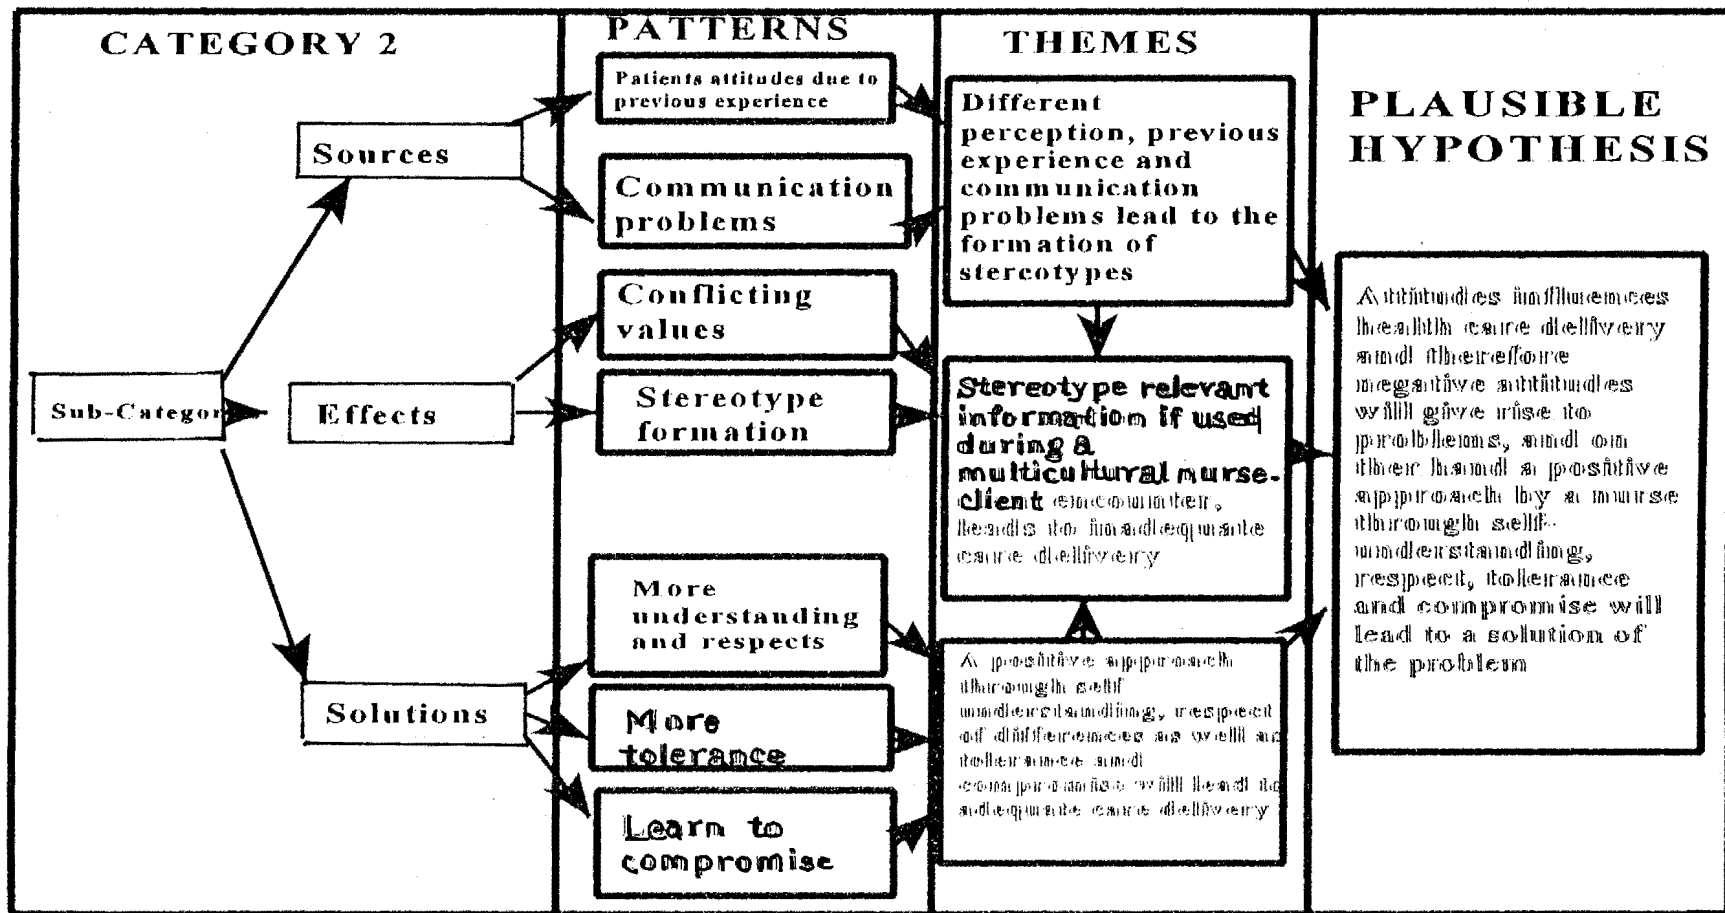 CATEGORY 2
PATTERNS
THEMES
PLAUSIBLE
HYPOTHESIS
Sub-Categor
Sources
Effects
Solutions
Patients attitudes due to
previous experience
Communication
problems
Conflicting
values
Stereotype
formation
More
understanding
and respects
More
tolerance
Learn to
compromise
Different
perception, previous
experience and
communication
problems lead to the
formation of
stereotypes
Stereotype relevant
information if used
during a
multicultural nurse-
client encounter,
leads to inadequate
care delivery
A positive approach
through self
understanding, respect
of differences as well as
tolerance and
compromise will lead to
adequate care delivery
Attitudes influences
health care delivery
and therefore
negative attitudes
will give rise to
problems, and on
ther hand a positive
approach by a nurse
through self-
understanding,
respect, tolerance
and compromise will
lead to a solution of
the problem